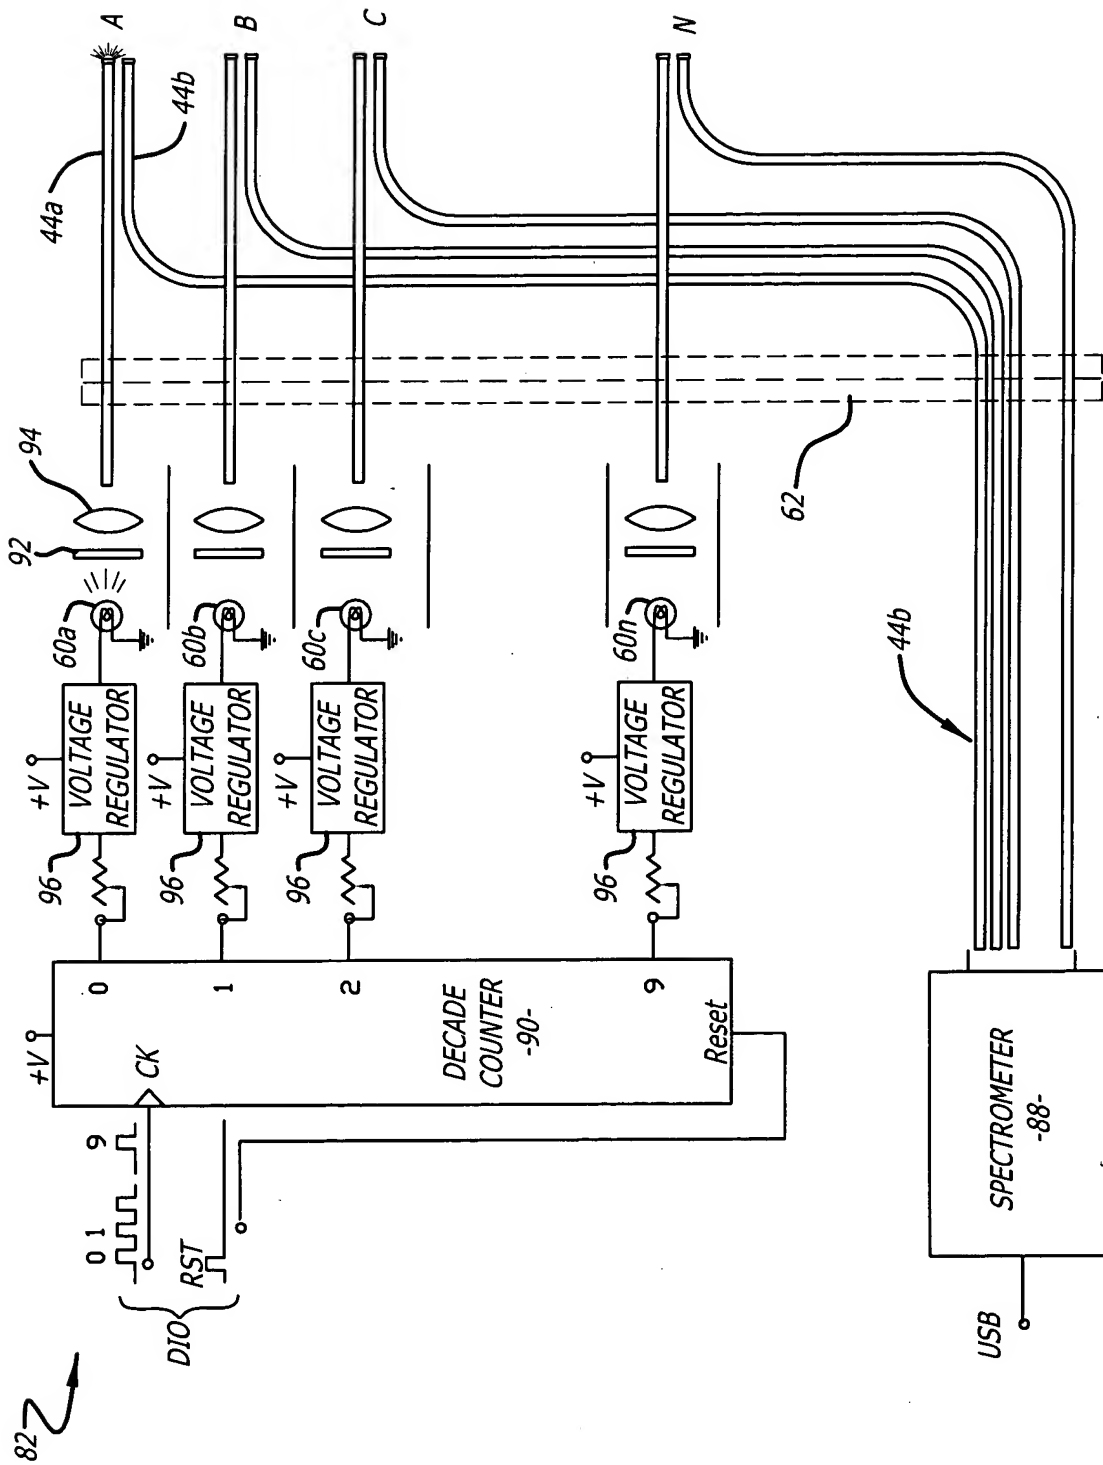 82
DIO
0 1 9
RST
CK
+V
DECADE
COUNTER
-90-
0
1
2
9
Reset
96
+V
VOLTAGE
REGULATOR
60a
92
94
44a
44b
A
96
+V
VOLTAGE
REGULATOR
60b
B
96
+V
VOLTAGE
REGULATOR
60c
C
96
+V
VOLTAGE
REGULATOR
60n
N
62
44b
USB
SPECTROMETER
-88-